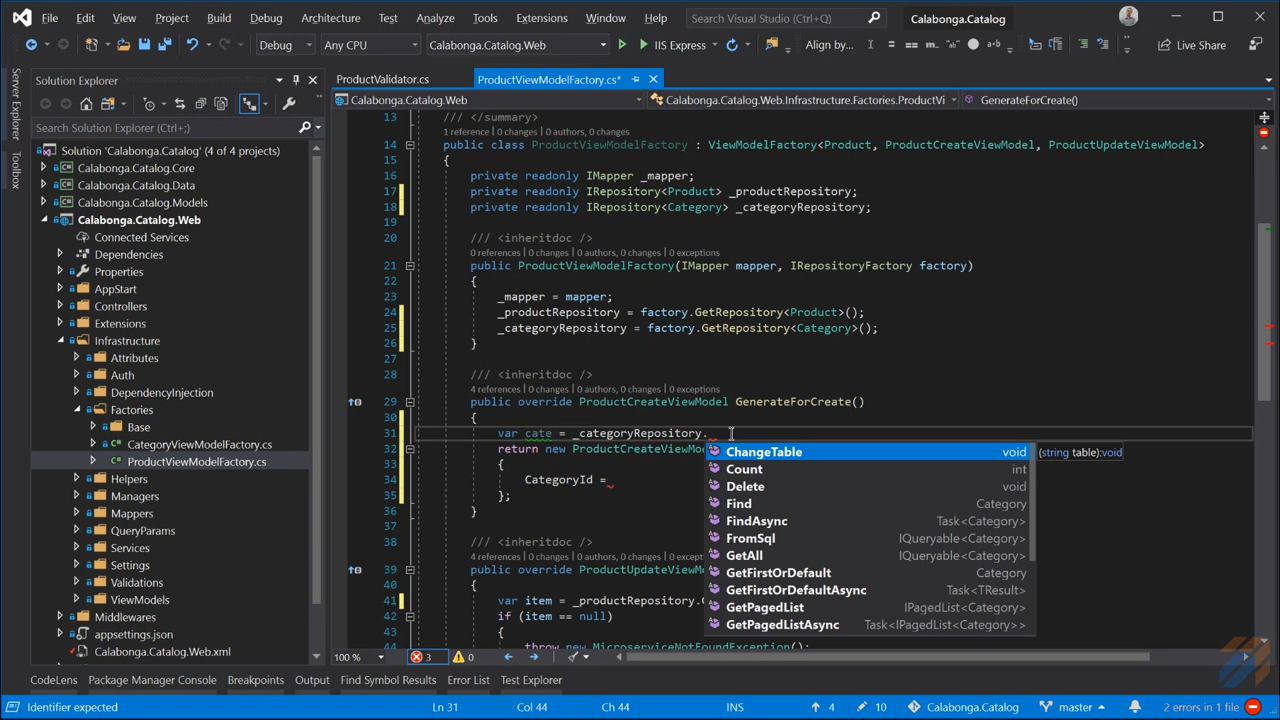 File Edit View Project Build Debug Architecture Test Analyze Tools Extensions Window Help Search Visual Studio (Ctrl+Q) Calabonga.Catalog
Debug Any CPU Calabonga.Catalog.Web IIS Express Align by... Live Share
Server Explorer
Toolbox
Solution Explorer
Search Solution Explorer (Ctrl+;)
Solution 'Calabonga.Catalog' (4 of 4 projects)
Calabonga.Catalog.Core
Calabonga.Catalog.Data
Calabonga.Catalog.Models
Calabonga.Catalog.Web
Connected Services
Dependencies
Properties
AppStart
Controllers
Extensions
Infrastructure
Attributes
Auth
DependencyInjection
Factories
Base
CategoryViewModelFactory.cs
ProductViewModelFactory.cs
Helpers
Managers
Mappers
QueryParams
Services
Settings
Validations
ViewModels
Middlewares
appsettings.json
Calabonga.Catalog.Web.xml
ProductValidator.cs ProductViewModelFactory.cs*
Calabonga.Catalog.Web Calabonga.Catalog.Web.Infrastructure.Factories.ProductVi GenerateForCreate()
13 /// </summary>
1 reference | 0 changes | 0 authors, 0 changes
14 public class ProductViewModelFactory : ViewModelFactory<Product, ProductCreateViewModel, ProductUpdateViewModel>
15 {
16 private readonly IMapper _mapper;
17 private readonly IRepository<Product> _productRepository;
18 private readonly IRepository<Category> _categoryRepository;
19
20 /// <inheritdoc />
0 references | 0 changes | 0 authors, 0 changes | 0 exceptions
21 public ProductViewModelFactory(IMapper mapper, IRepositoryFactory factory)
22 {
23 _mapper = mapper;
24 _productRepository = factory.GetRepository<Product>();
25 _categoryRepository = factory.GetRepository<Category>();
26 }
27
28 /// <inheritdoc />
4 references | 0 changes | 0 authors, 0 changes | 0 exceptions
29 public override ProductCreateViewModel GenerateForCreate()
30 {
31 var cate = _categoryRepository.
32 return new ProductCreateViewMo
33 {
34 CategoryId =
35 };
36 }
37
38 /// <inheritdoc />
4 references | 0 changes | 0 authors, 0 changes | 0 excepti
39 public override ProductUpdateViewMo
40 {
41 var item = _productRepository.
42 if (item == null)
43 {
44 throw new MicroserviceNotFoundException();
ChangeTable void (string table):void
Count int
Delete void
Find Category
FindAsync Task<Category>
FromSql IQueryable<Category>
GetAll IQueryable<Category>
GetFirstOrDefault Category
GetFirstOrDefaultAsync Task<TResult>
GetPagedList IPagedList<Category>
GetPagedListAsync Task<IPagedList<Category>>
100 % 3 0
CodeLens Package Manager Console Breakpoints Output Find Symbol Results Error List Test Explorer
Identifier expected Ln 31 Col 44 Ch 44 INS 4 10 Calabonga.Catalog master 2 errors in 1 file